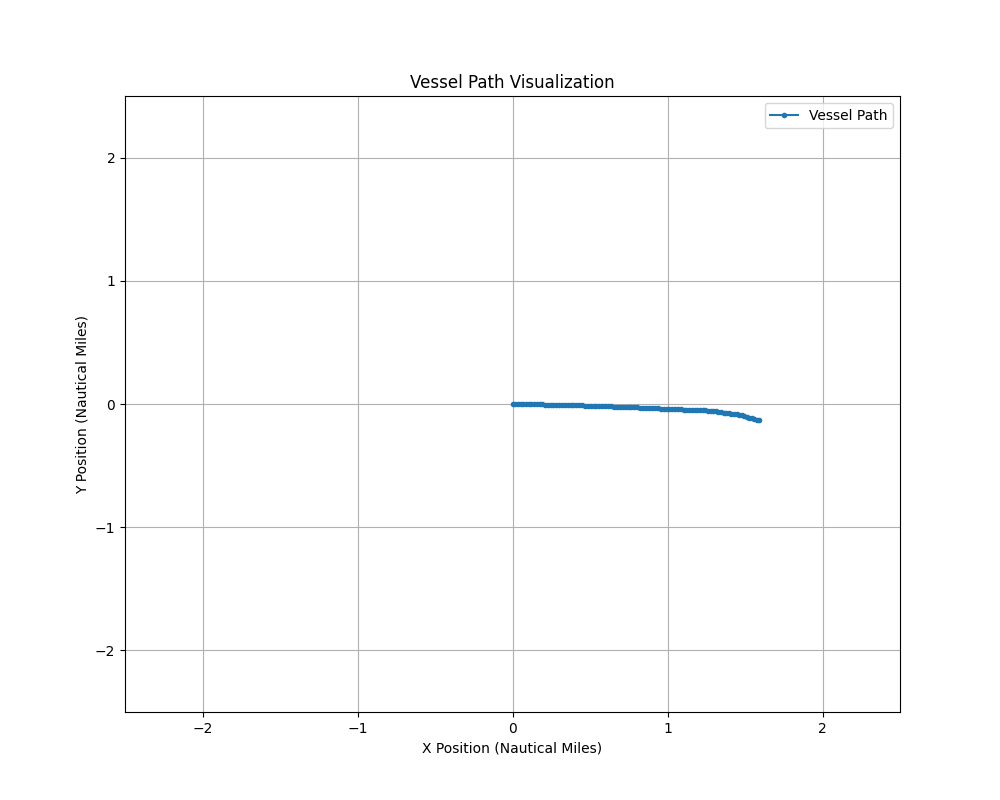 Vessel Path Visualization
Vessel Path
2
1
0
−1
−2
Y Position (Nautical Miles)
−2
−1
0
1
2
X Position (Nautical Miles)